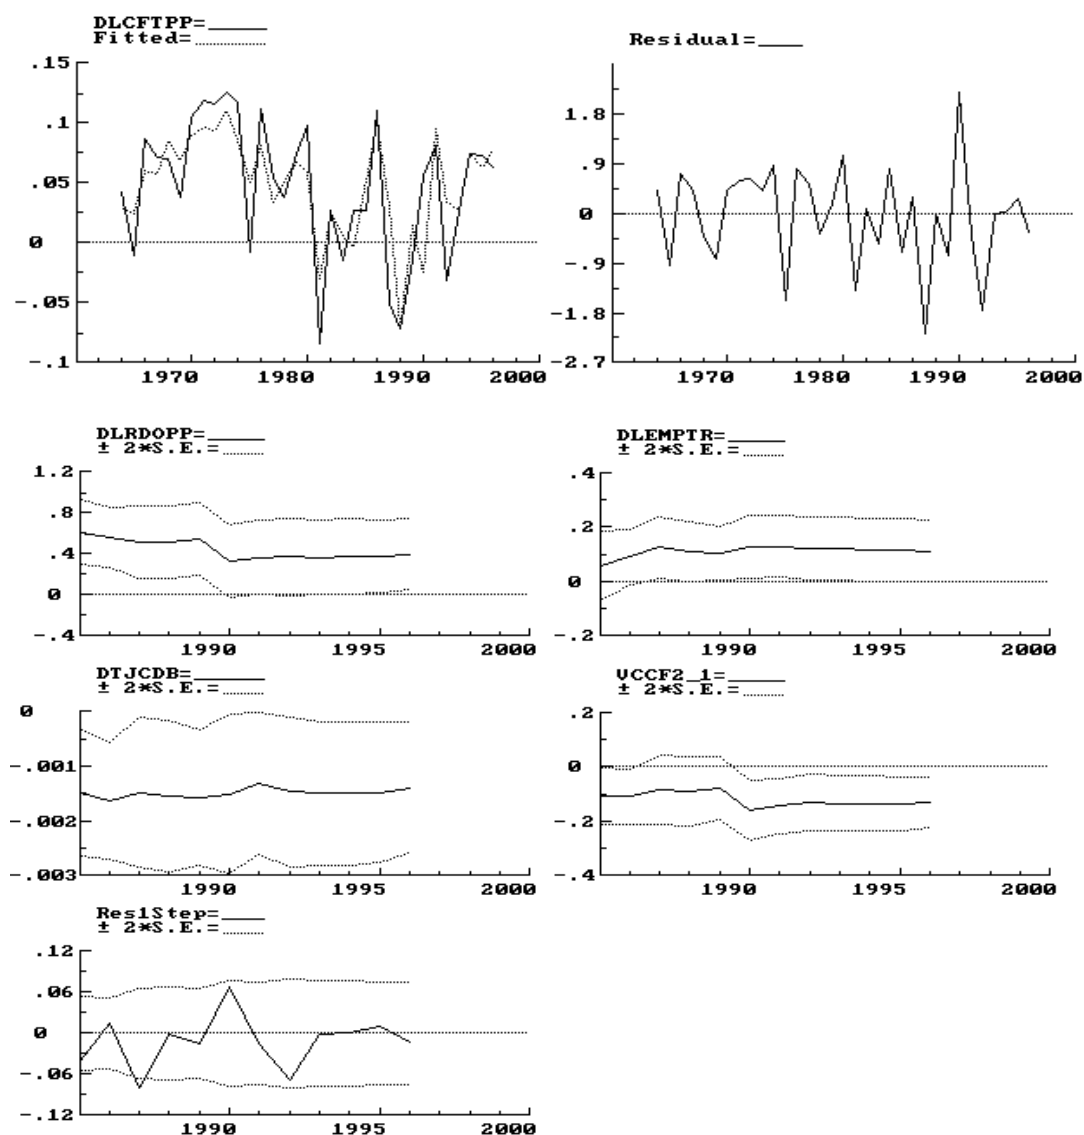 DLCFTPP=
Fitted=
.15
.1
.05
0
-.05
-.1
1970 1980 1990 2000
Residual=
1.8
.9
0
-.9
-1.8
-2.7
1970 1980 1990 2000
DLRDOPP=
± 2*S.E.=
1.2
.8
.4
0
-.4
1990 1995 2000
DLEMPTR=
± 2*S.E.=
.4
.2
0
-.2
1990 1995 2000
DTJCDB=
± 2*S.E.=
0
-.001
-.002
-.003
1990 1995 2000
VCCF2_1=
± 2*S.E.=
.2
0
-.2
-.4
1990 1995 2000
Res1Step=
± 2*S.E.=
.12
.06
0
-.06
-.12
1990 1995 2000